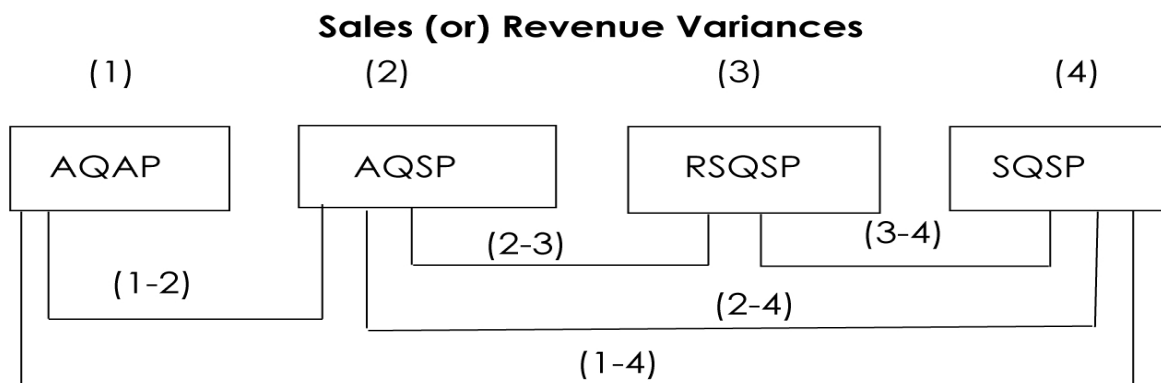 Sales (or) Revenue Variances
(1) (2) (3) (4)
AQAP AQSP RSQSP SQSP
(2-3) (3-4)
(1-2) (2-4)
(1-4)